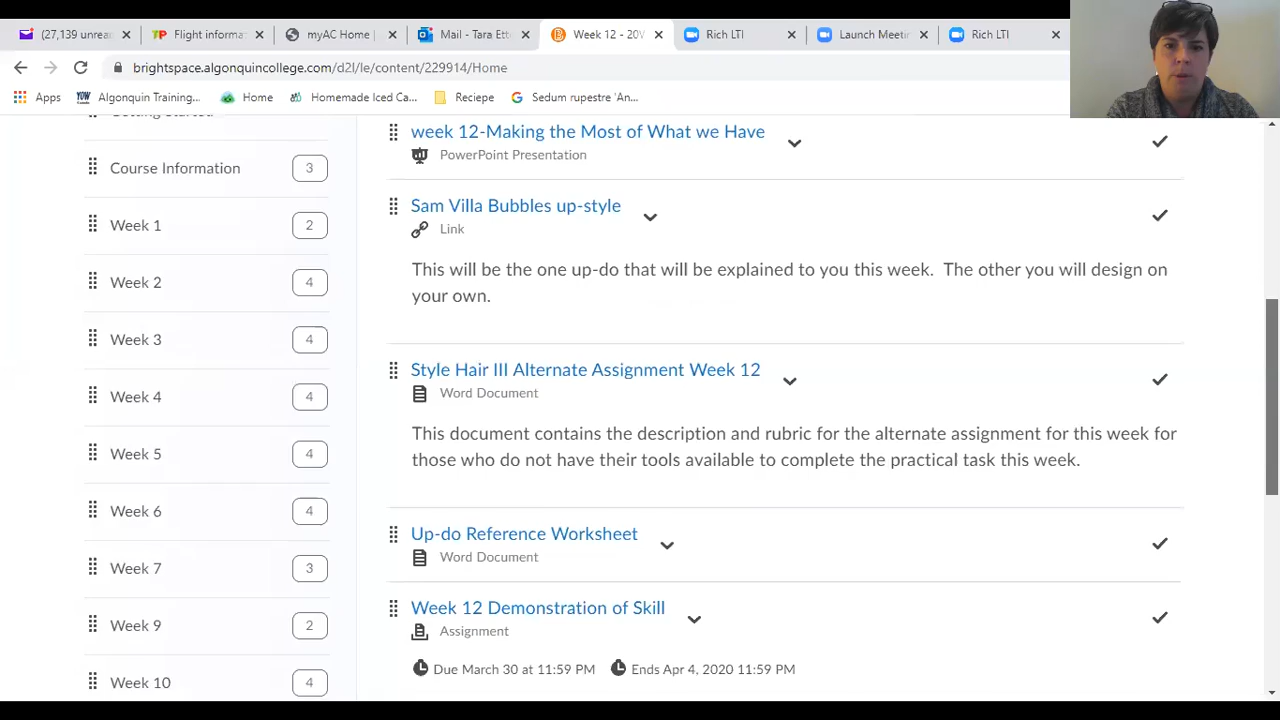 (27,139 unrea
Flight informa
myAC Home |
Mail - Tara Ett
Week 12 - 20V
Rich LTI
Launch Meeti
Rich LTI
brightspace.algonquincollege.com/d2l/le/content/229914/Home
Apps
Algonquin Training...
Home
Homemade Iced Ca...
Reciepe
Sedum rupestre 'An...
Getting Started
Course Information 3
Week 1 2
Week 2 4
Week 3 4
Week 4 4
Week 5 4
Week 6 4
Week 7 3
Week 9 2
Week 10 4
week 12-Making the Most of What we Have
PowerPoint Presentation
Sam Villa Bubbles up-style
Link
This will be the one up-do that will be explained to you this week. The other you will design on
your own.
Style Hair III Alternate Assignment Week 12
Word Document
This document contains the description and rubric for the alternate assignment for this week for
those who do not have their tools available to complete the practical task this week.
Up-do Reference Worksheet
Word Document
Week 12 Demonstration of Skill
Assignment
Due March 30 at 11:59 PM Ends Apr 4, 2020 11:59 PM